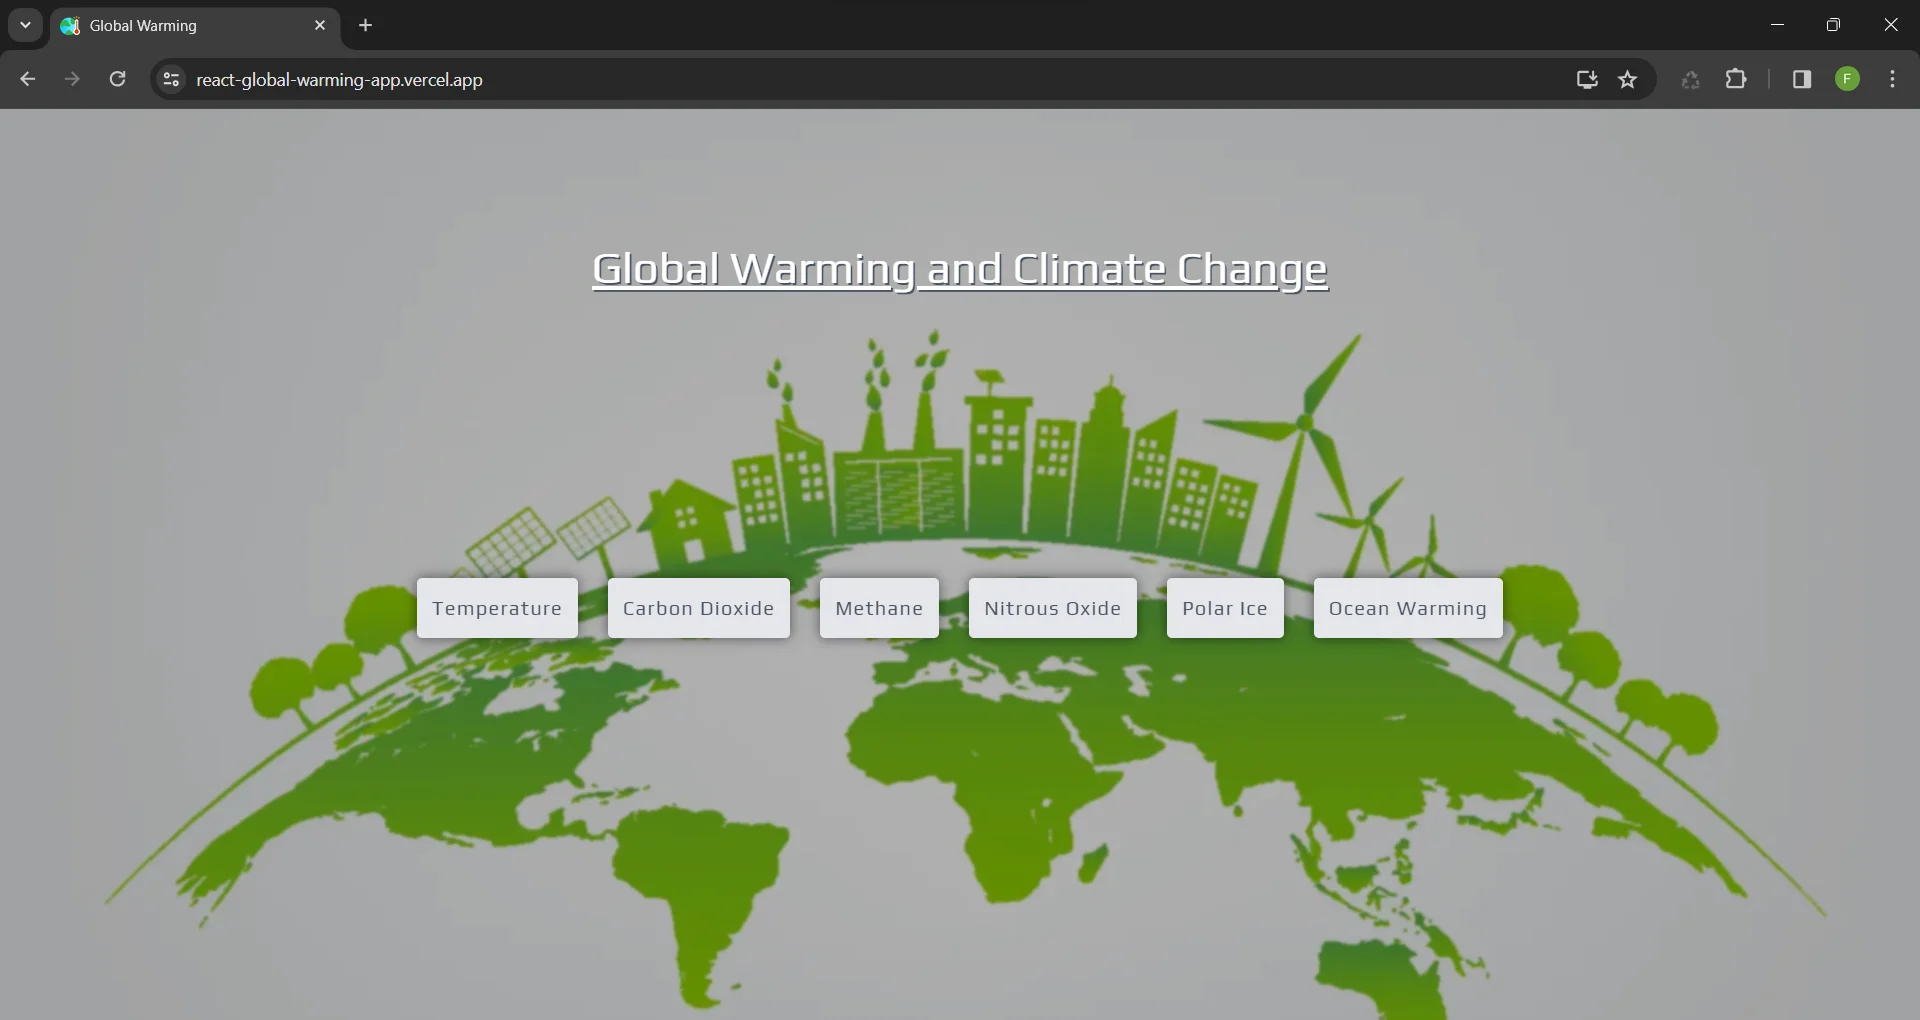 Global Warming
react-global-warming-app.vercel.app
F
Global Warming and Climate Change
Temperature
Carbon Dioxide
Methane
Nitrous Oxide
Polar Ice
Ocean Warming